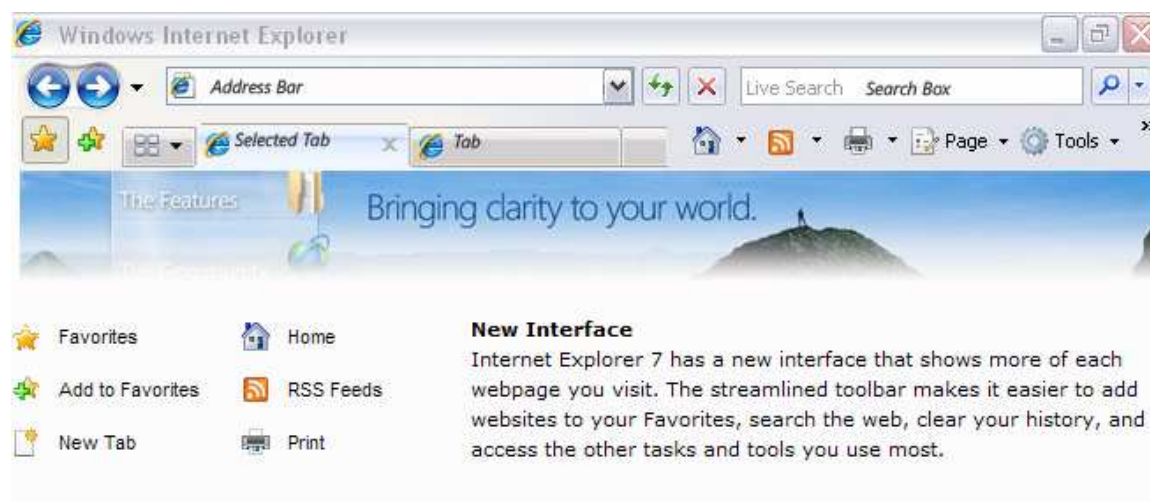 Windows Internet Explorer
Address Bar
Live Search Search Box
Selected Tab
Tab
Page
Tools
»
The Features
Bringing clarity to your world.
Favorites
Home
Add to Favorites
RSS Feeds
New Tab
Print
New Interface
Internet Explorer 7 has a new interface that shows more of each
webpage you visit. The streamlined toolbar makes it easier to add
websites to your Favorites, search the web, clear your history, and
access the other tasks and tools you use most.